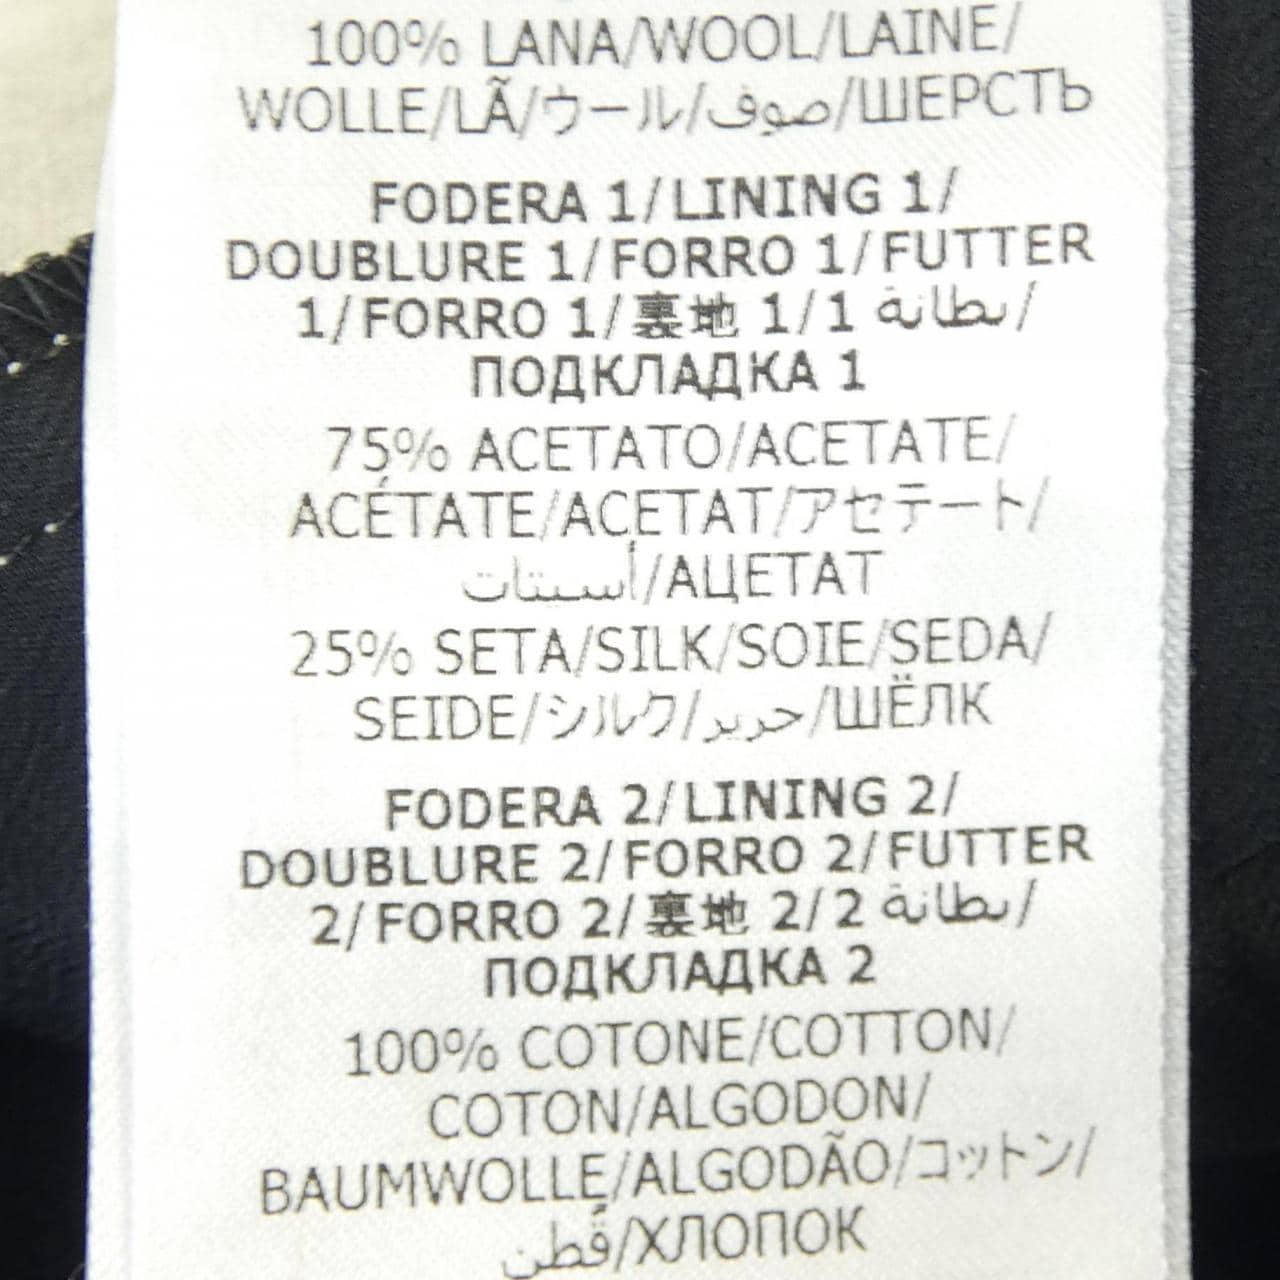 100% LANA/WOOL/LAINE/
WOLLE/LÃ/ウール/صوف/ШЕРСТЬ
FODERA 1/LINING 1/
DOUBLURE 1/FORRO 1/FUTTER
1/FORRO 1/裏地 1/1 بطانة/
ПОДКЛАДКА 1
75% ACETATO/ACETATE/
ACÉTATE/ACETAT/アセテート/
أسيتات/АЦЕТАТ
25% SETA/SILK/SOIE/SEDA/
SEIDE/シルク/حرير/ШЁЛК
FODERA 2/LINING 2/
DOUBLURE 2/FORRO 2/FUTTER
2/FORRO 2/裏地 2/2 بطانة/
ПОДКЛАДКА 2
100% COTONE/COTTON/
COTON/ALGODON/
BAUMWOLLE/ALGODÃO/コットン/
قُطن/ХЛОПОК